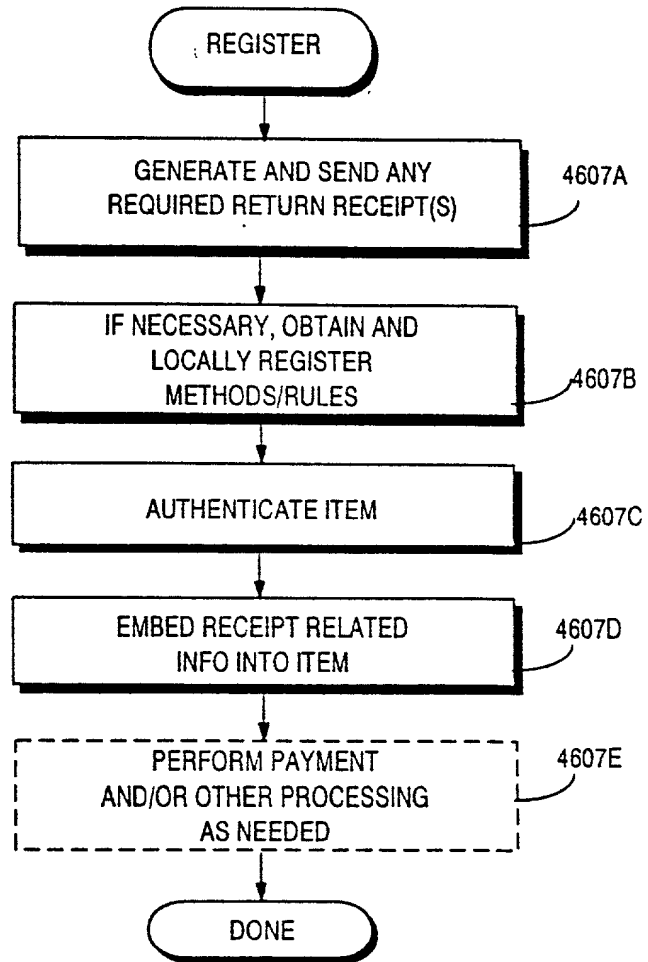 REGISTER
GENERATE AND SEND ANY
REQUIRED RETURN RECEIPT(S)
4607A
IF NECESSARY, OBTAIN AND
LOCALLY REGISTER
METHODS/RULES
4607B
AUTHENTICATE ITEM
4607C
EMBED RECEIPT RELATED
INFO INTO ITEM
4607D
PERFORM PAYMENT
AND/OR OTHER PROCESSING
AS NEEDED
4607E
DONE